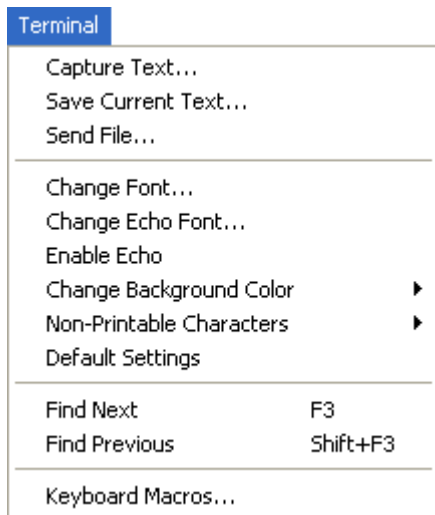 Terminal
Capture Text...
Save Current Text...
Send File...
Change Font...
Change Echo Font...
Enable Echo
Change Background Color
Non-Printable Characters
Default Settings
Find Next F3
Find Previous Shift+F3
Keyboard Macros...